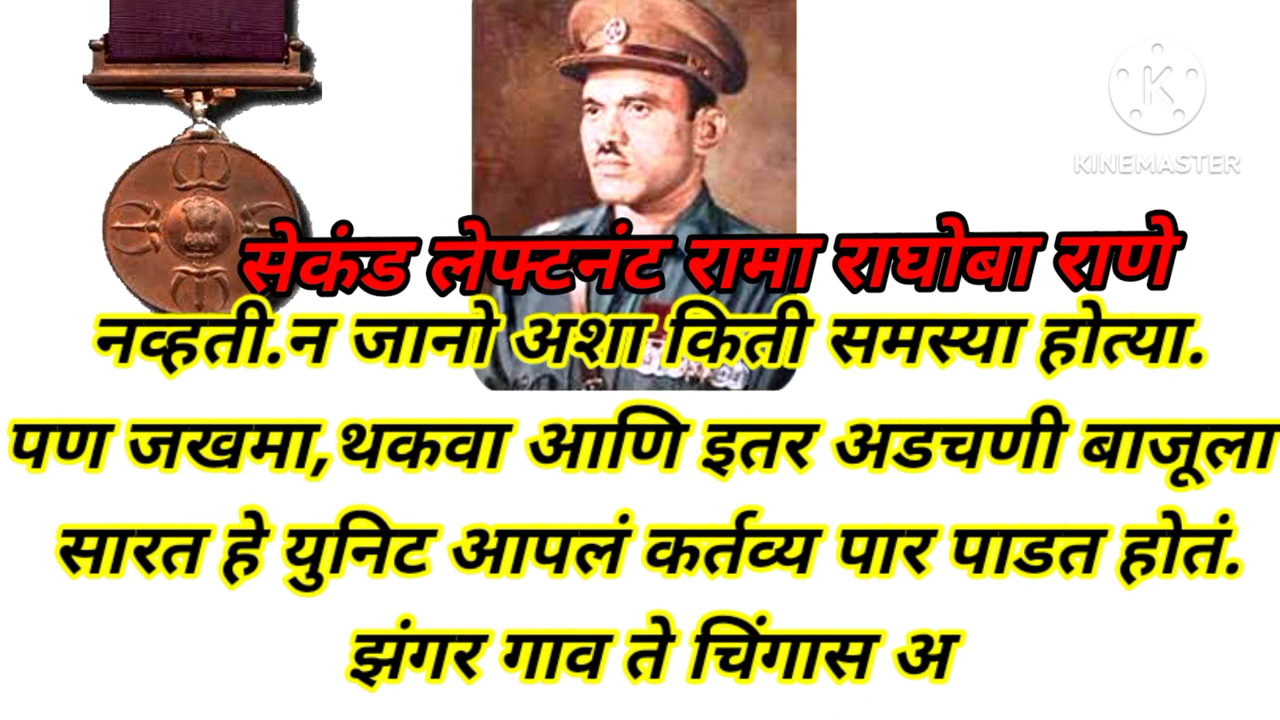 K
KINEMASTER
सेकंड लेफ्टनंट रामा राघोबा राणे
नव्हती.न जानो अशा किती समस्या होत्या.
पण जखमा,थकवा आणि इतर अडचणी बाजूला
सारत हे युनिट आपलं कर्तव्य पार पाडत होतं.
झंगर गाव ते चिंगास अ